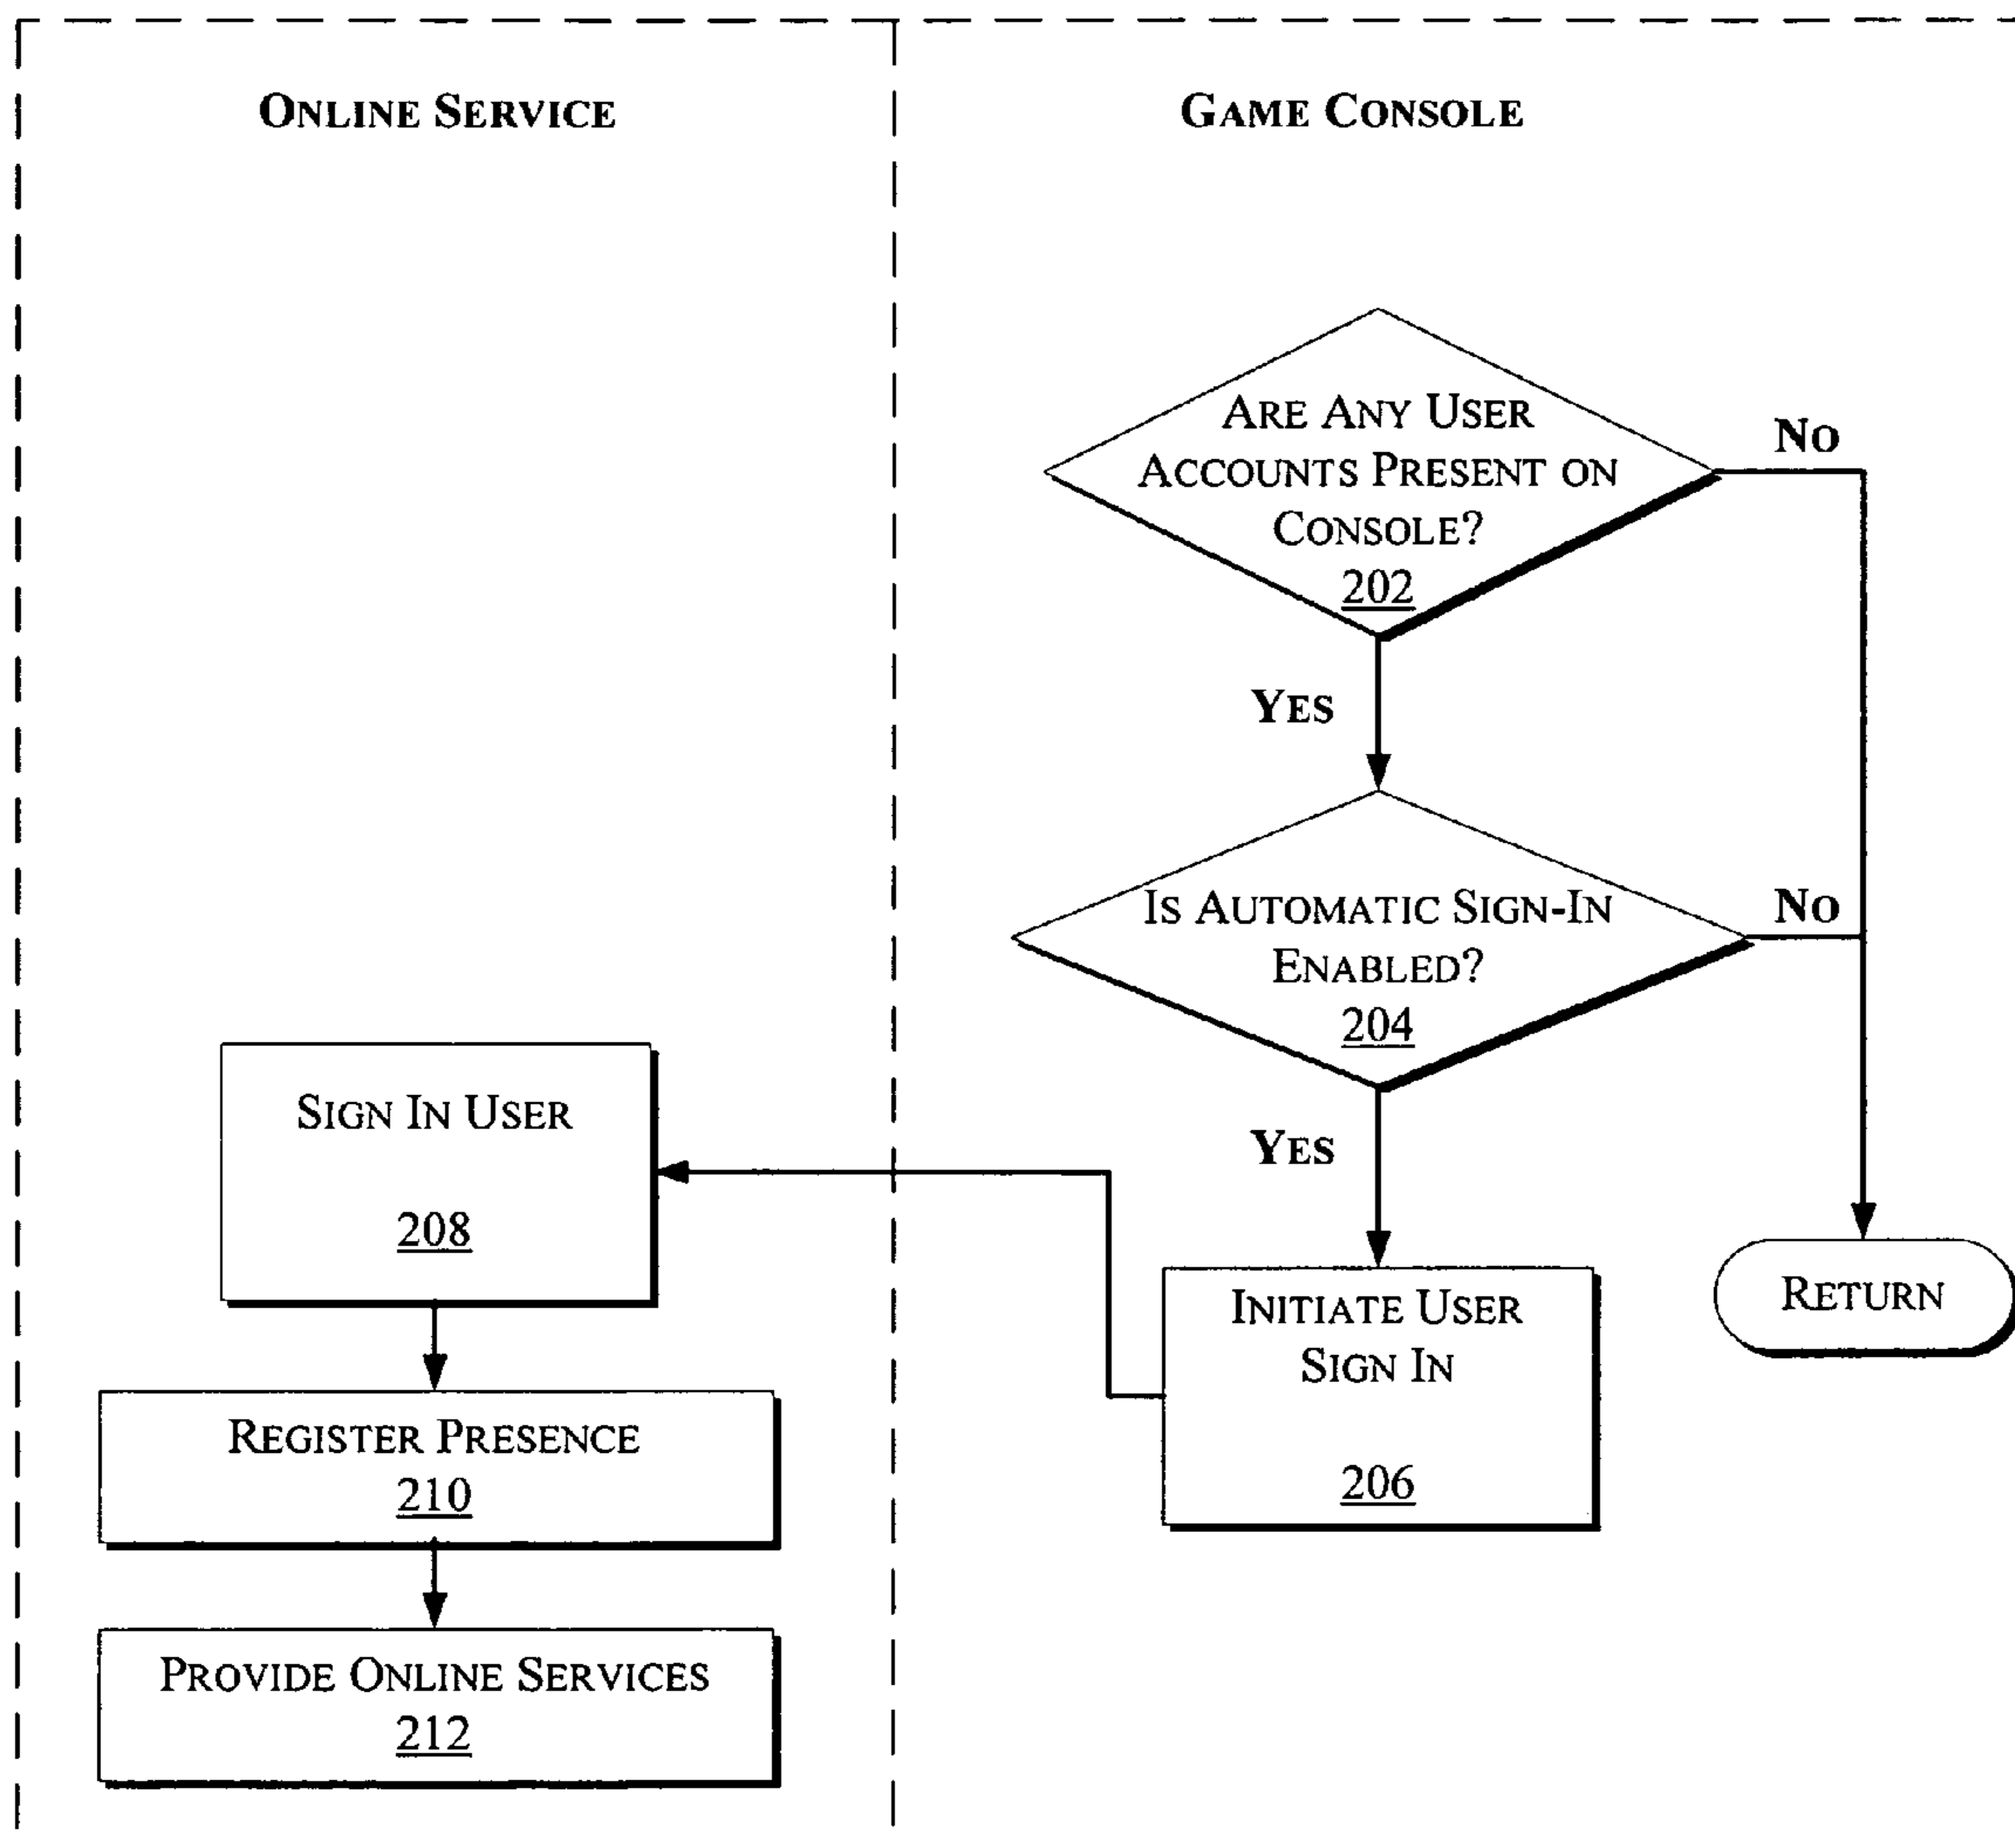 ONLINE SERVICE
GAME CONSOLE
ARE ANY USER
ACCOUNTS PRESENT ON
CONSOLE?
202
NO
YES
IS AUTOMATIC SIGN-IN
ENABLED?
204
NO
YES
SIGN IN USER
208
INITIATE USER
SIGN IN
206
RETURN
REGISTER PRESENCE
210
PROVIDE ONLINE SERVICES
212